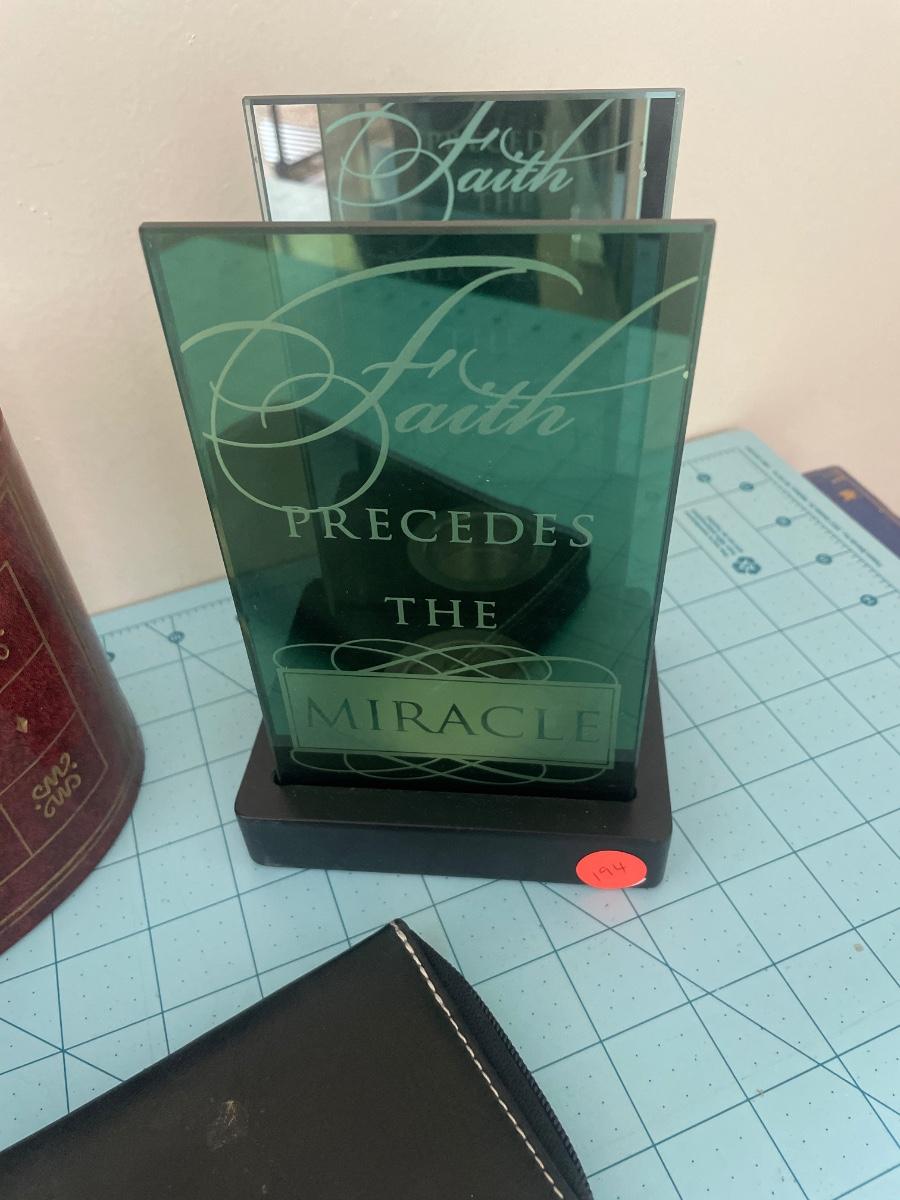 Faith
Faith
PRECEDES
THE
MIRACLE
194